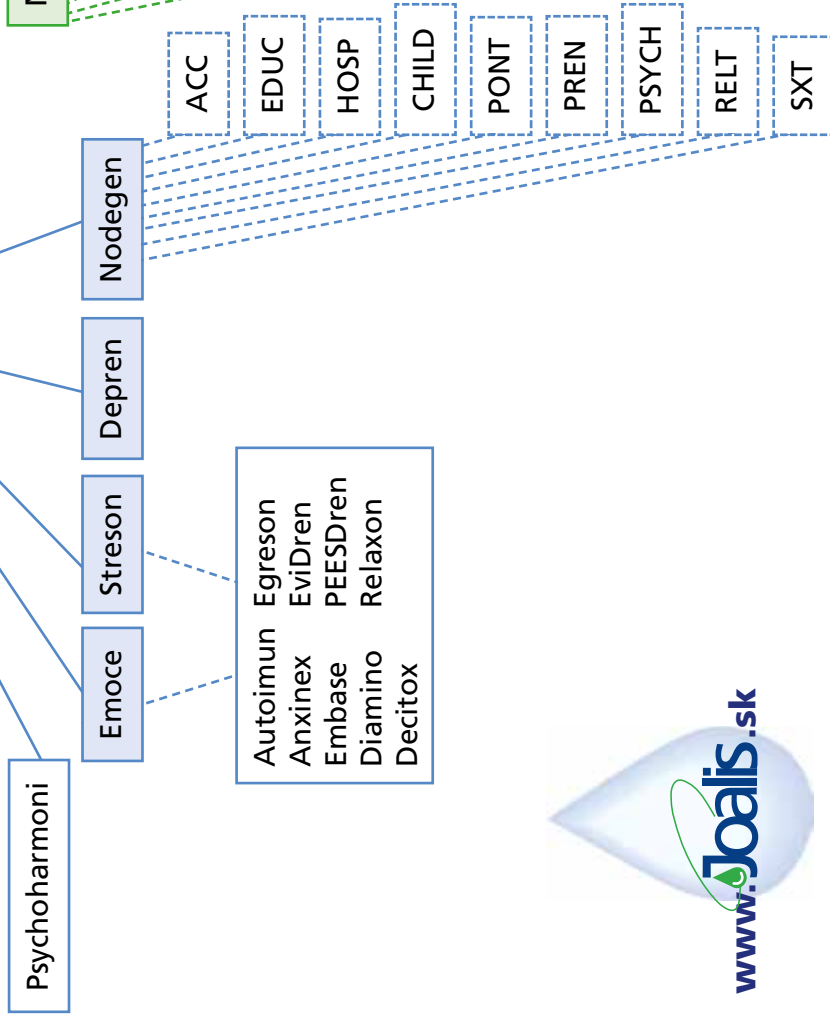 Psychoharmoni
Emoce
Streson
Depren
Nodegen
Autoimun Egreson
Anxinex EviDren
Embase PEESDren
Diamino Relaxon
Decitox
ACC
EDUC
HOSP
CHILD
PONT
PREN
PSYCH
RELT
SXT
www.Joalis.sk